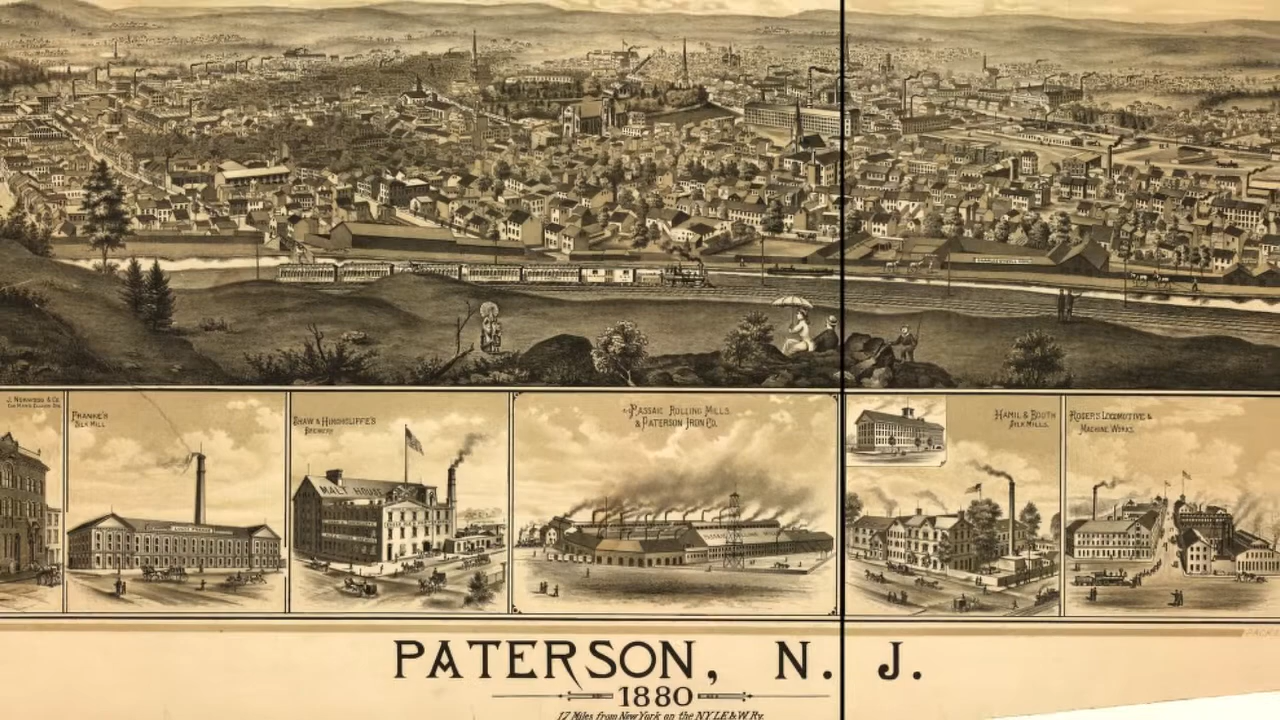 J. NORWOOD & CO.
FRANKE'S
SILK MILL
SHAW & HINCHCLIFFE'S
BREWERY
MALT HOUSE
PASSAIC ROLLING MILLS,
& PATERSON IRON CO.
HAMIL & BOOTH
SILK MILLS.
ROGERS LOCOMOTIVE &
MACHINE WORKS.
PATERSON, N. J.
1880
17 Miles from New York on the N.Y.L.E.& W. Ry.